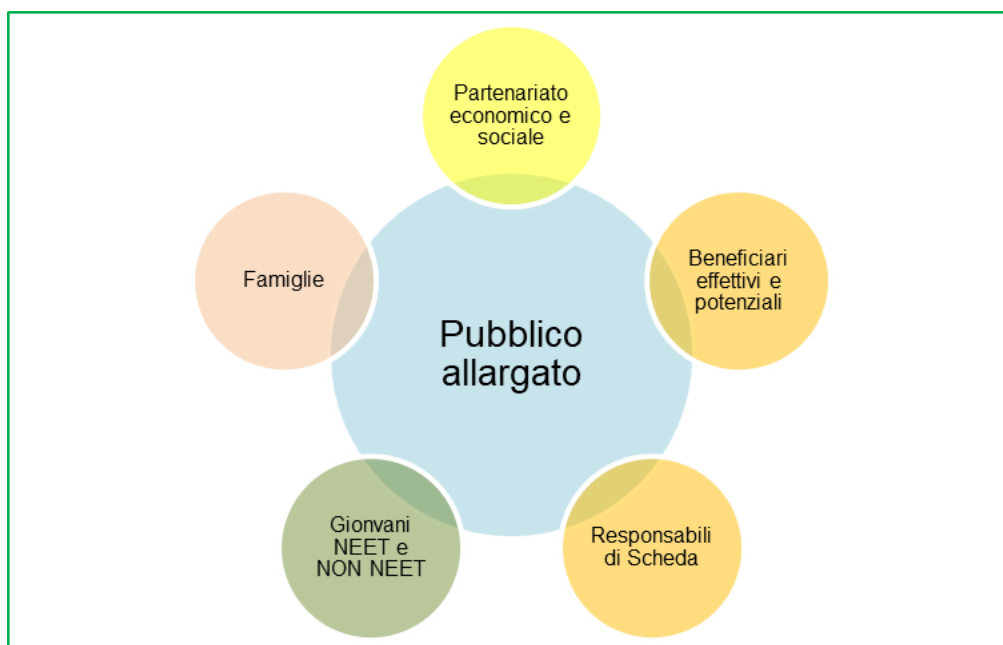 Partenariato
economico e
sociale
Beneficiari
effettivi e
potenziali
Famiglie
Pubblico
allargato
Gionvani
NEET e
NON NEET
Responsabili
di Scheda